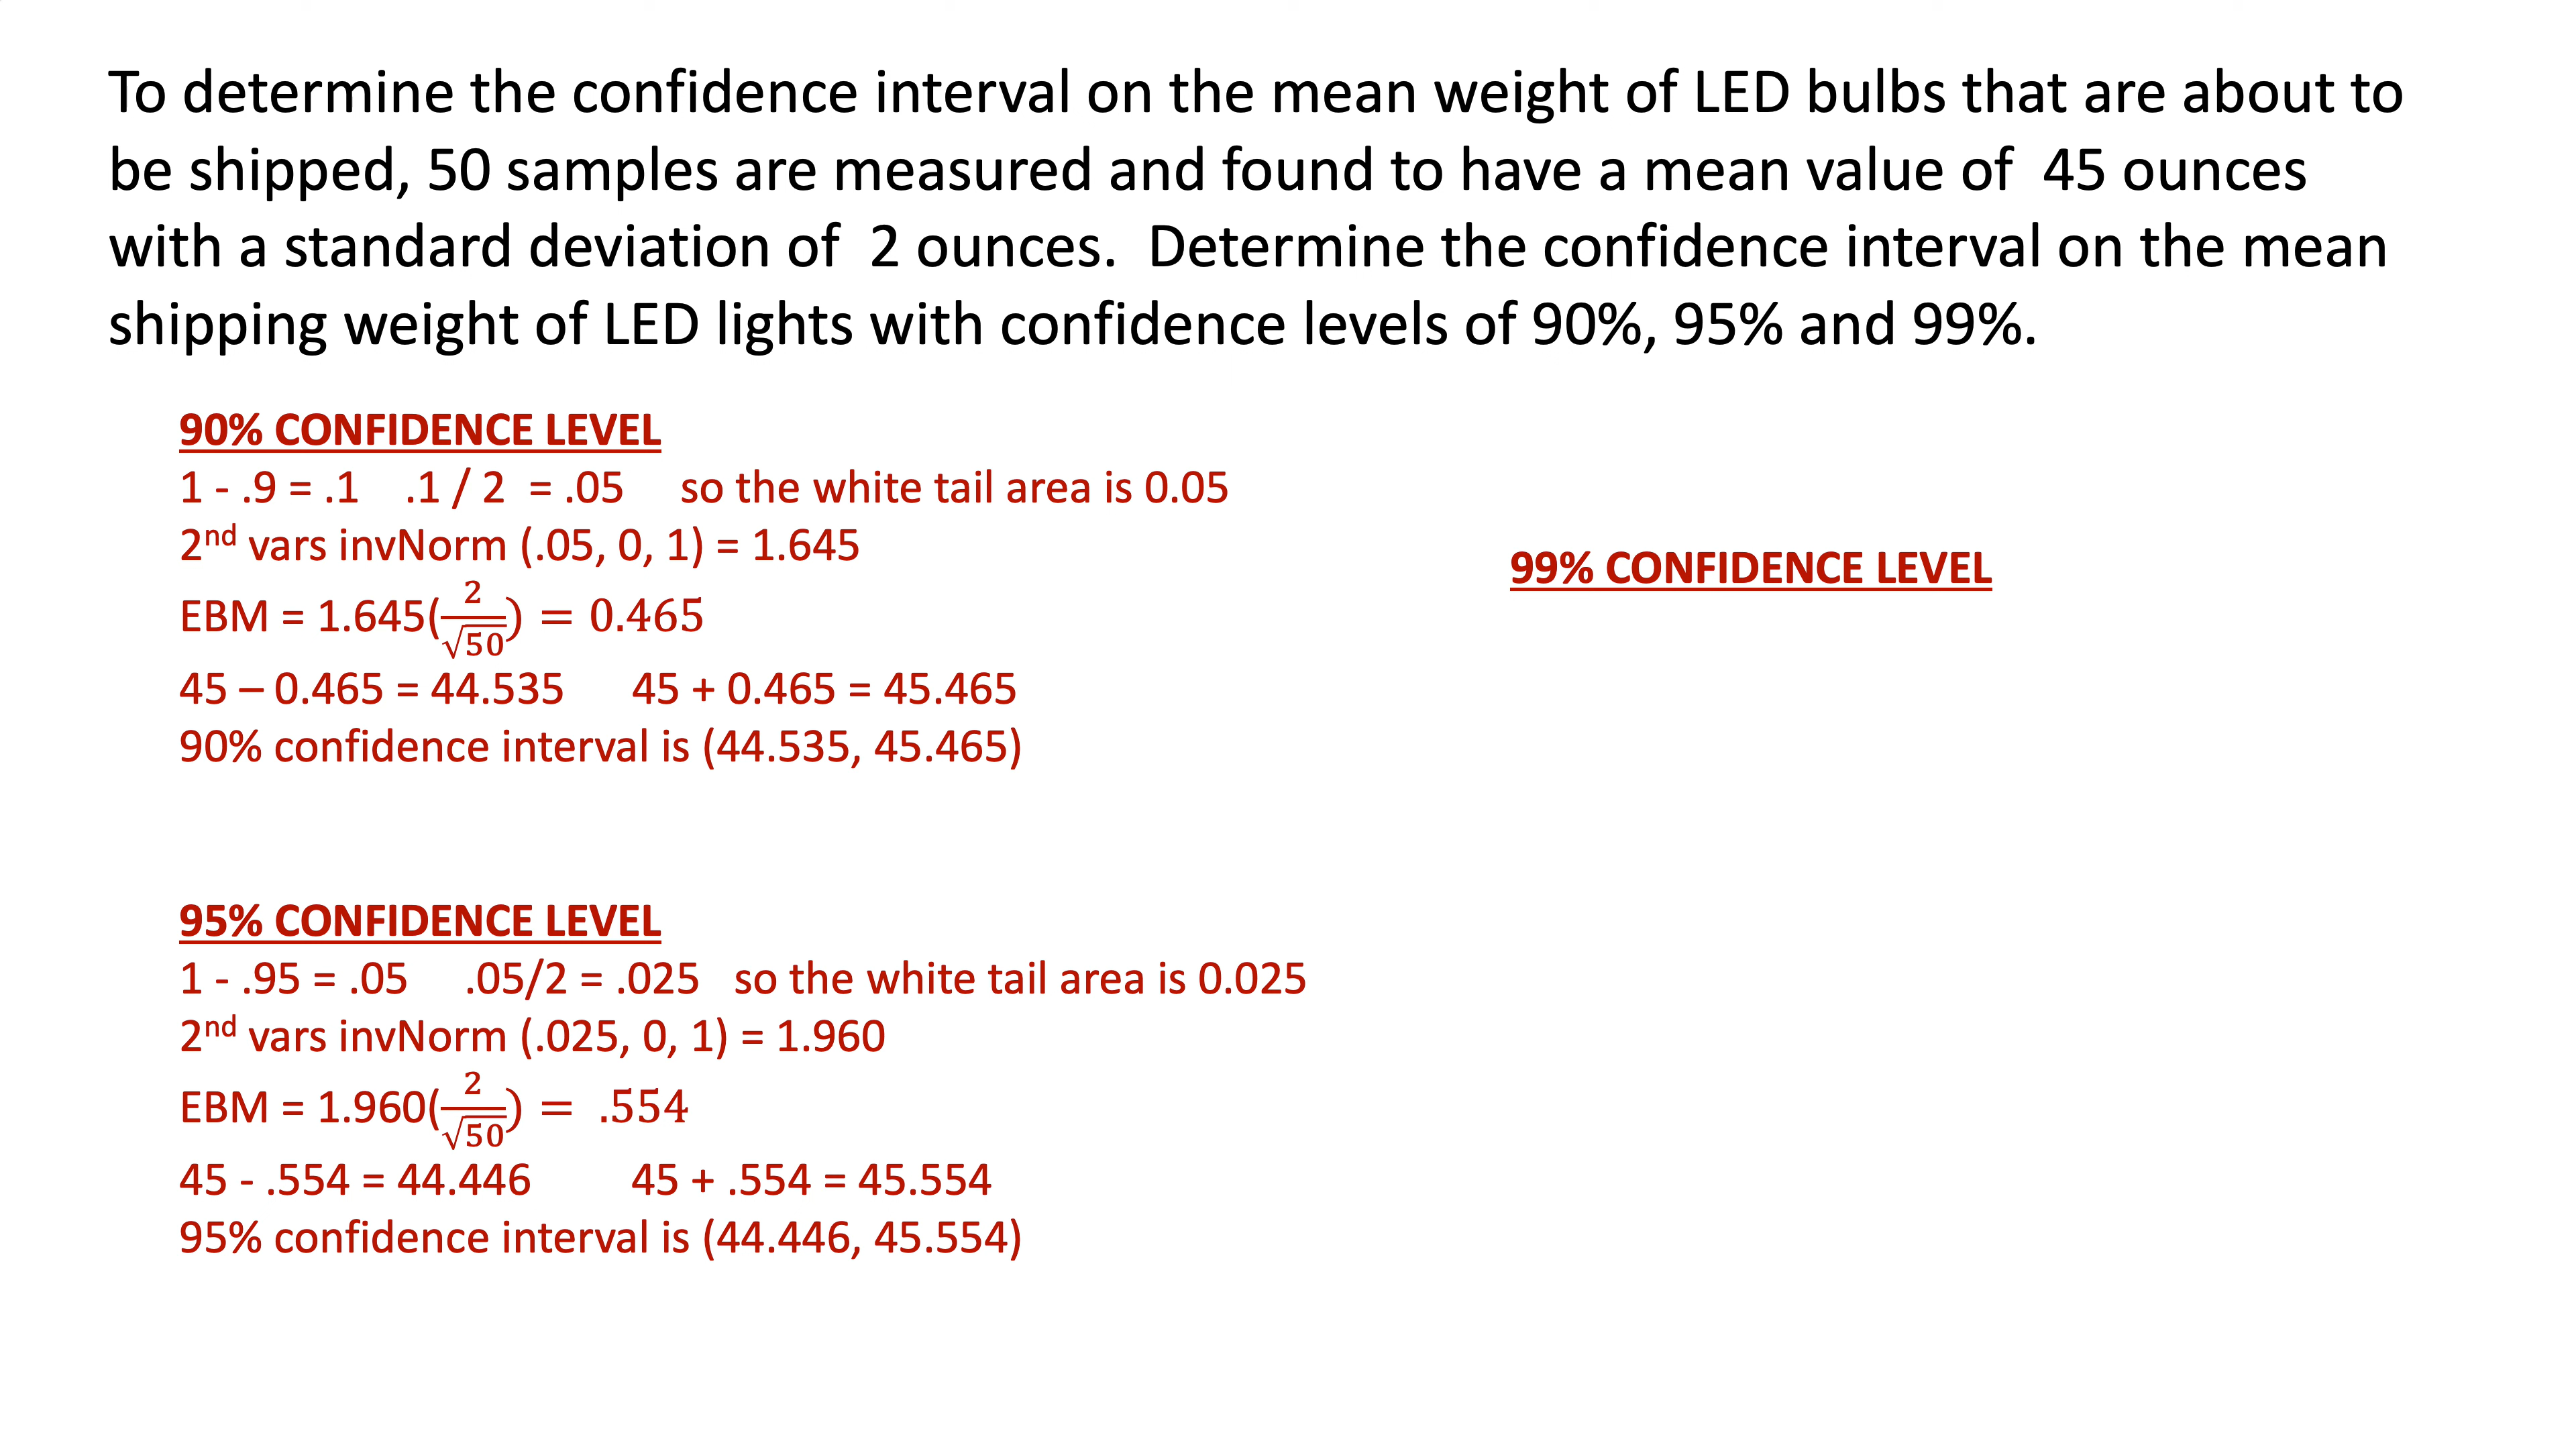 To determine the confidence interval on the mean weight of LED bulbs that are about to
be shipped, 50 samples are measured and found to have a mean value of  45 ounces
with a standard deviation of  2 ounces.  Determine the confidence interval on the mean
shipping weight of LED lights with confidence levels of 90%, 95% and 99%.
90% CONFIDENCE LEVEL
1 - .9 = .1   .1 / 2  = .05    so the white tail area is 0.05
2nd vars invNorm (.05, 0, 1) = 1.645
EBM = 1.645(2/√50) = 0.465
45 – 0.465 = 44.535     45 + 0.465 = 45.465
90% confidence interval is (44.535, 45.465)
95% CONFIDENCE LEVEL
1 - .95 = .05    .05/2 = .025   so the white tail area is 0.025
2nd vars invNorm (.025, 0, 1) = 1.960
EBM = 1.960(2/√50) = .554
45 - .554 = 44.446       45 + .554 = 45.554
95% confidence interval is (44.446, 45.554)
99% CONFIDENCE LEVEL